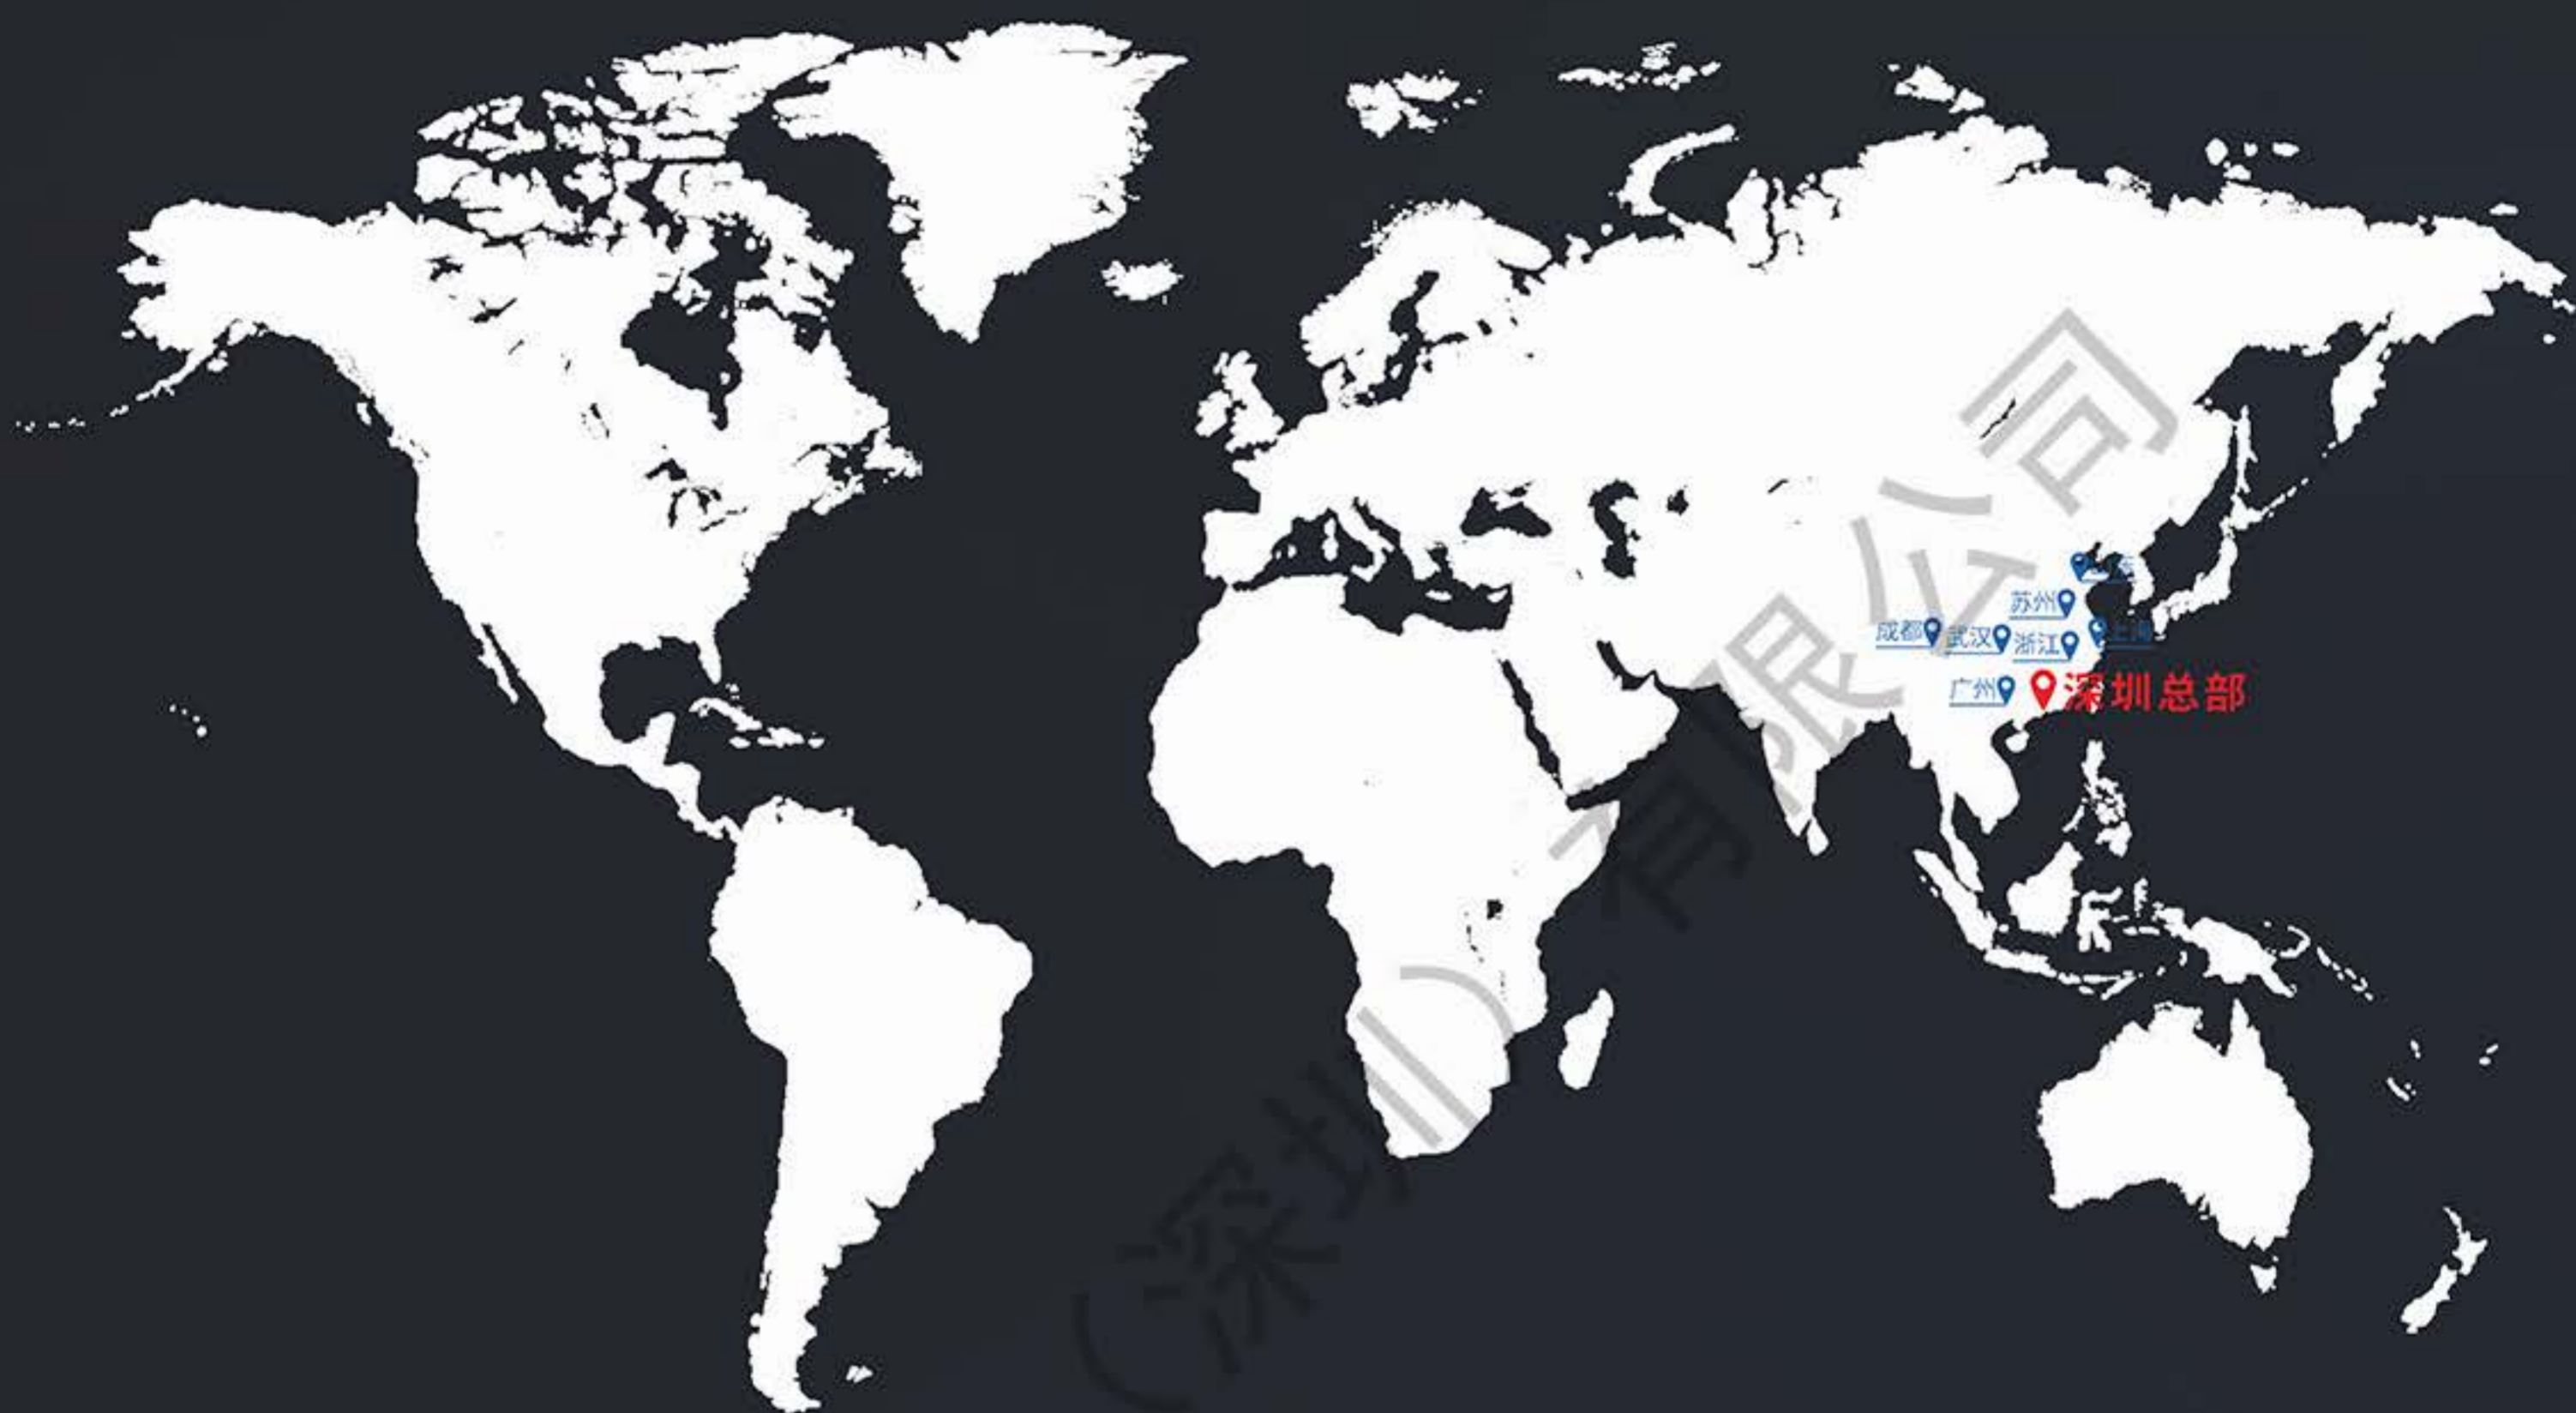 苏州
成都
武汉
浙江
上海
广州
深圳总部
（深圳）有限公司